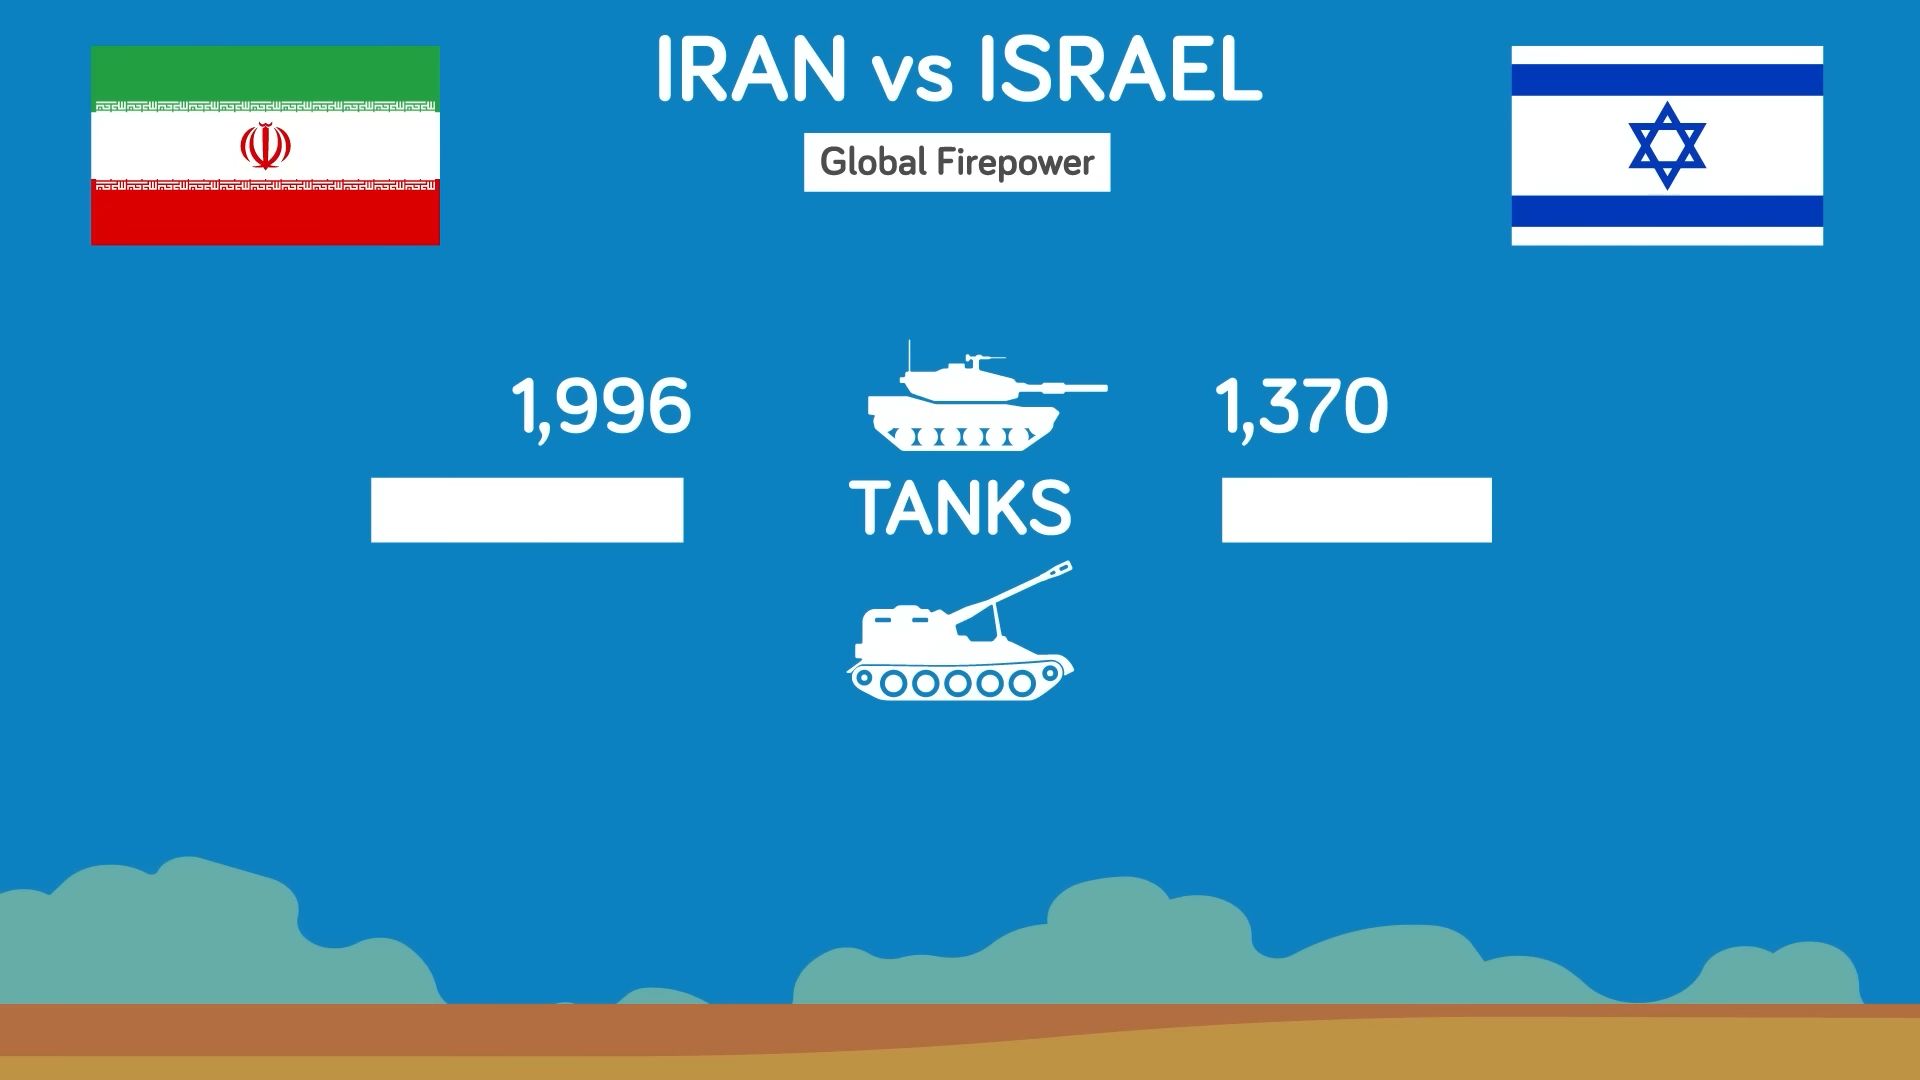 IRAN vs ISRAEL
Global Firepower
1,996
1,370
TANKS